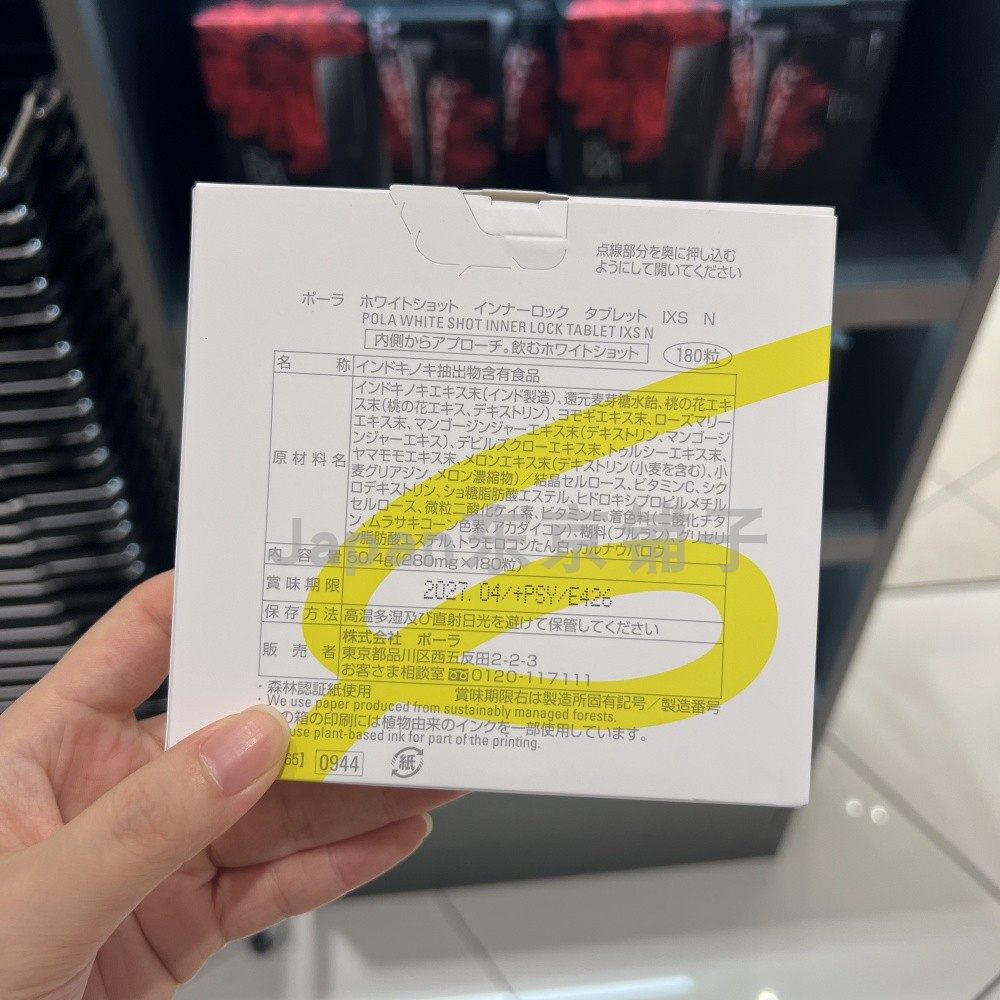 点線部分を奥に押し込む
ようにして開いてください
ポーラ ホワイトショット インナーロック タブレット IXS N
POLA WHITE SHOT INNER LOCK TABLET IXS N
内側からアプローチ。飲むホワイトショット 180粒
名 称 インドキノキ抽出物含有食品
原材料名 インドキノキエキス末(インド製造)、還元麦芽糖水飴、桃の花エキ
ス末(桃の花エキス、デキストリン)、ヨモギエキス末、ローズマリー
エキス末、マンゴージンジャーエキス末(デキストリン、マンゴージ
ンジャーエキス)、デビルズクローエキス末、トゥルシーエキス末、
ヤマモモエキス末、メロンエキス末(デキストリン(小麦を含む)、小
麦グリアジン、メロン濃縮物) 結晶セルロース、ビタミンC、シク
ロデキストリン、ショ糖脂肪酸エステル、ヒドロキシプロピルメチル
セルロース、微粒二酸化ケイ素、ビタミンE、着色料(二酸化チタ
ン、ムラサキコーン色素、イカダイコ)、糊料(プルラン)、グリセリ
ン脂肪酸エステル、トウモロコシたん白、カルナウバロウ
内容量 50.4g(280mg×180粒)
賞味期限 2027.04/+PSY/E426
保存方法 高温多湿及び直射日光を避けて保管してください
販売者 株式会社 ポーラ
東京都品川区西五反田2-2-3
お客さま相談室 0120-117111
・森林認証紙使用 賞味期限右は製造所固有記号/製造番号
・We use paper produced from sustainably managed forests.
の箱の印刷には植物由来のインクを一部使用しています。
use plant-based ink for part of the printing.
65] 0944 紙
Japan東京铺子